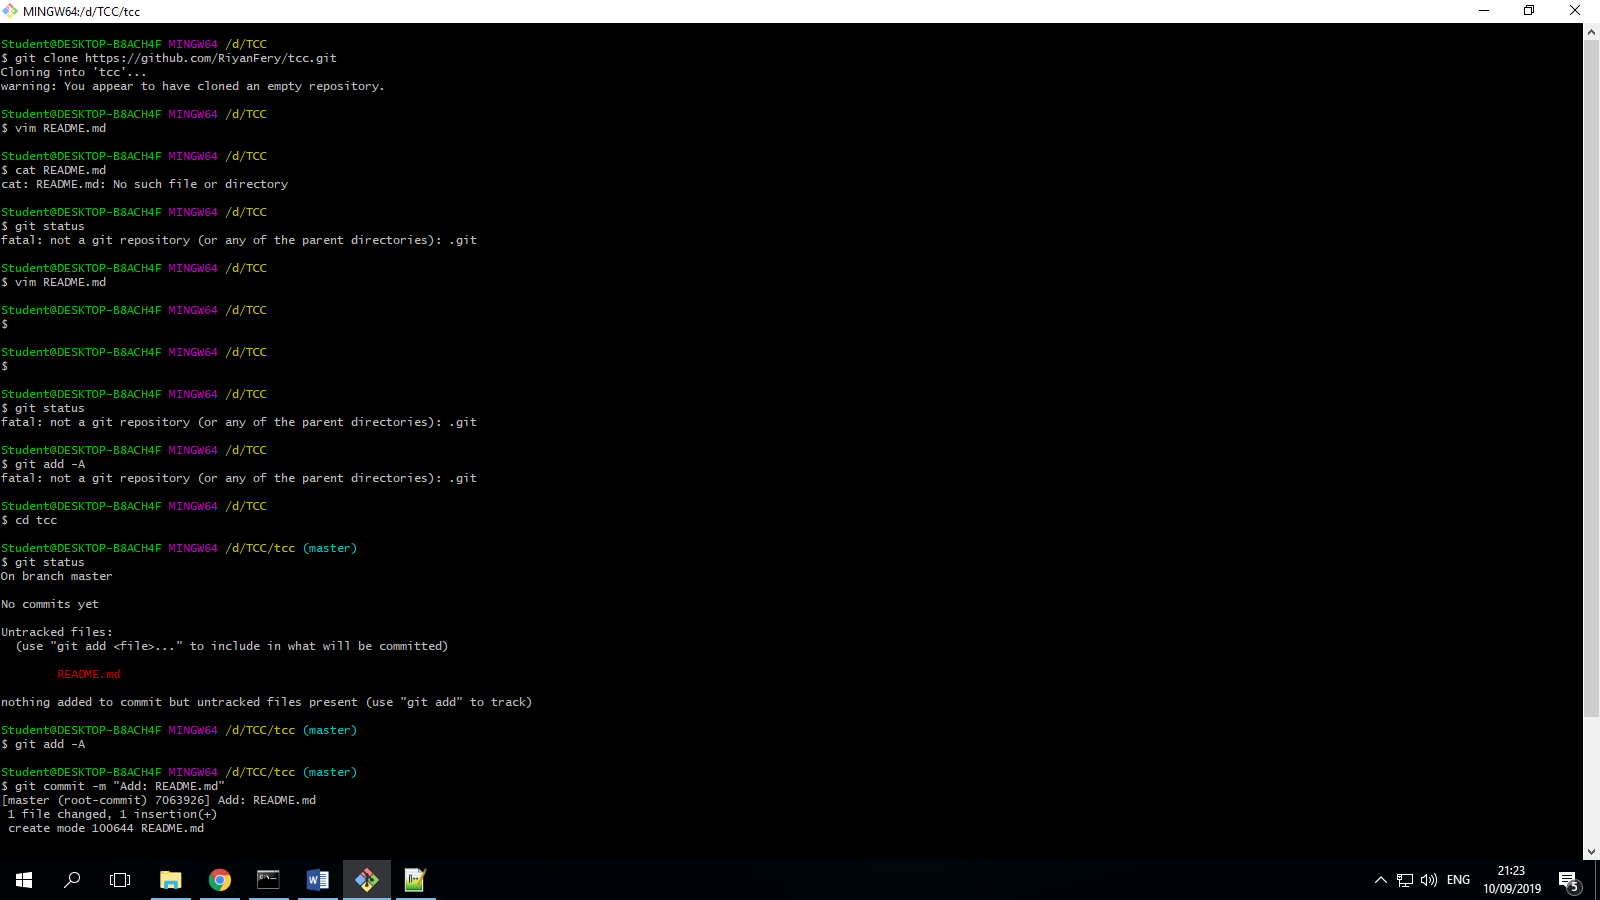 MINGW64:/d/TCC/tcc
Student@DESKTOP-B8ACH4F MINGW64 /d/TCC
$ git clone https://github.com/RiyanFery/tcc.git
Cloning into 'tcc'...
warning: You appear to have cloned an empty repository.
Student@DESKTOP-B8ACH4F MINGW64 /d/TCC
$ vim README.md
Student@DESKTOP-B8ACH4F MINGW64 /d/TCC
$ cat README.md
cat: README.md: No such file or directory
Student@DESKTOP-B8ACH4F MINGW64 /d/TCC
$ git status
fatal: not a git repository (or any of the parent directories): .git
Student@DESKTOP-B8ACH4F MINGW64 /d/TCC
$ vim README.md
Student@DESKTOP-B8ACH4F MINGW64 /d/TCC
$
Student@DESKTOP-B8ACH4F MINGW64 /d/TCC
$
Student@DESKTOP-B8ACH4F MINGW64 /d/TCC
$ git status
fatal: not a git repository (or any of the parent directories): .git
Student@DESKTOP-B8ACH4F MINGW64 /d/TCC
$ git add -A
fatal: not a git repository (or any of the parent directories): .git
Student@DESKTOP-B8ACH4F MINGW64 /d/TCC
$ cd tcc
Student@DESKTOP-B8ACH4F MINGW64 /d/TCC/tcc (master)
$ git status
On branch master
No commits yet
Untracked files:
(use "git add <file>..." to include in what will be committed)
README.md
nothing added to commit but untracked files present (use "git add" to track)
Student@DESKTOP-B8ACH4F MINGW64 /d/TCC/tcc (master)
$ git add -A
Student@DESKTOP-B8ACH4F MINGW64 /d/TCC/tcc (master)
$ git commit -m "Add: README.md"
[master (root-commit) 7063926] Add: README.md
1 file changed, 1 insertion(+)
create mode 100644 README.md
ENG
21:23
10/09/2019
5